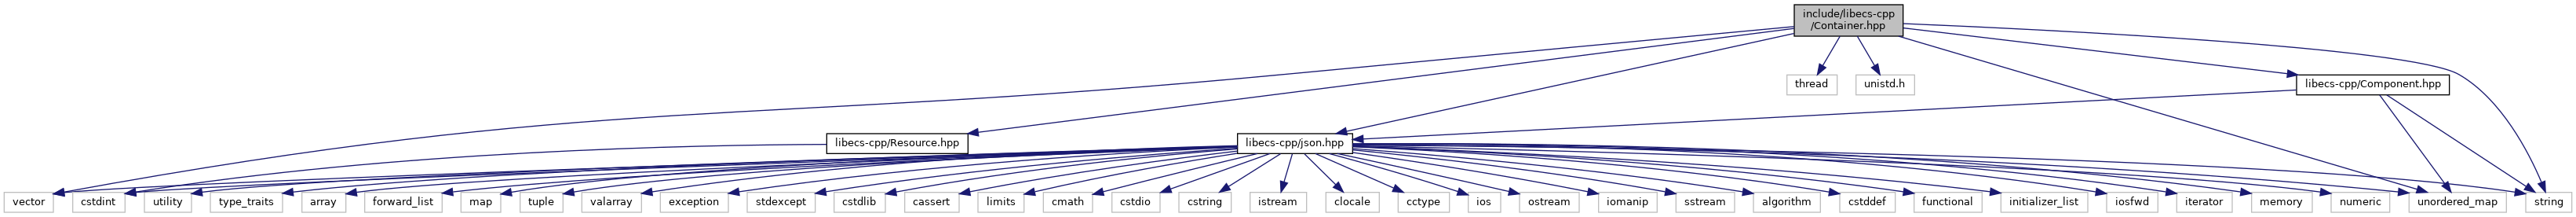 include/libecs-cpp
/Container.hpp
thread
unistd.h
libecs-cpp/Component.hpp
libecs-cpp/Resource.hpp
libecs-cpp/json.hpp
vector
cstdint
utility
type_traits
array
forward_list
map
tuple
valarray
exception
stdexcept
cstdlib
cassert
limits
cmath
cstdio
cstring
istream
clocale
cctype
ios
ostream
iomanip
sstream
algorithm
cstddef
functional
initializer_list
iosfwd
iterator
memory
numeric
unordered_map
string